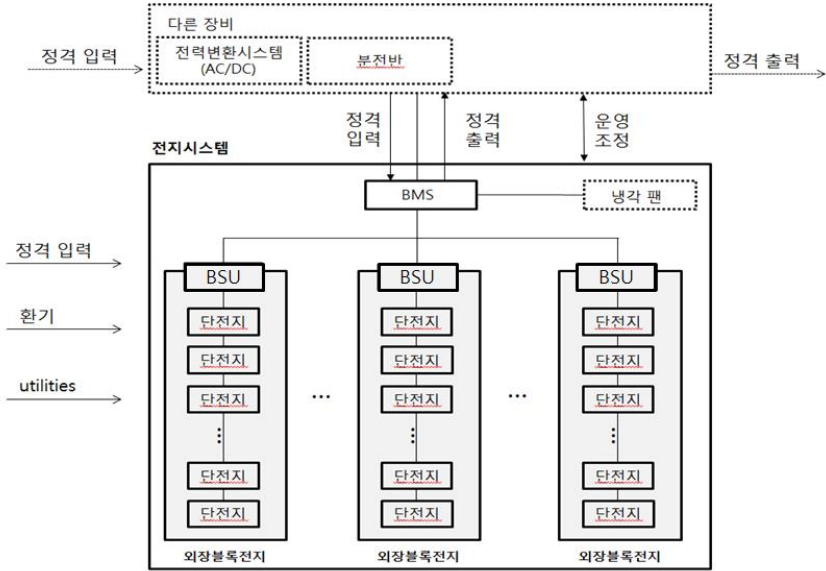 다른 장비
정격 입력
전력변환시스템
(AC/DC)
분전반
정격 출력
정격
입력
정격
출력
운영
조정
전지시스템
BMS
냉각 팬
정격 입력
BSU
BSU
BSU
환기
단전지
단전지
단전지
단전지
단전지
단전지
utilities
단전지
단전지
단전지
...
...
단전지
단전지
단전지
단전지
단전지
단전지
외장블록전지
외장블록전지
외장블록전지